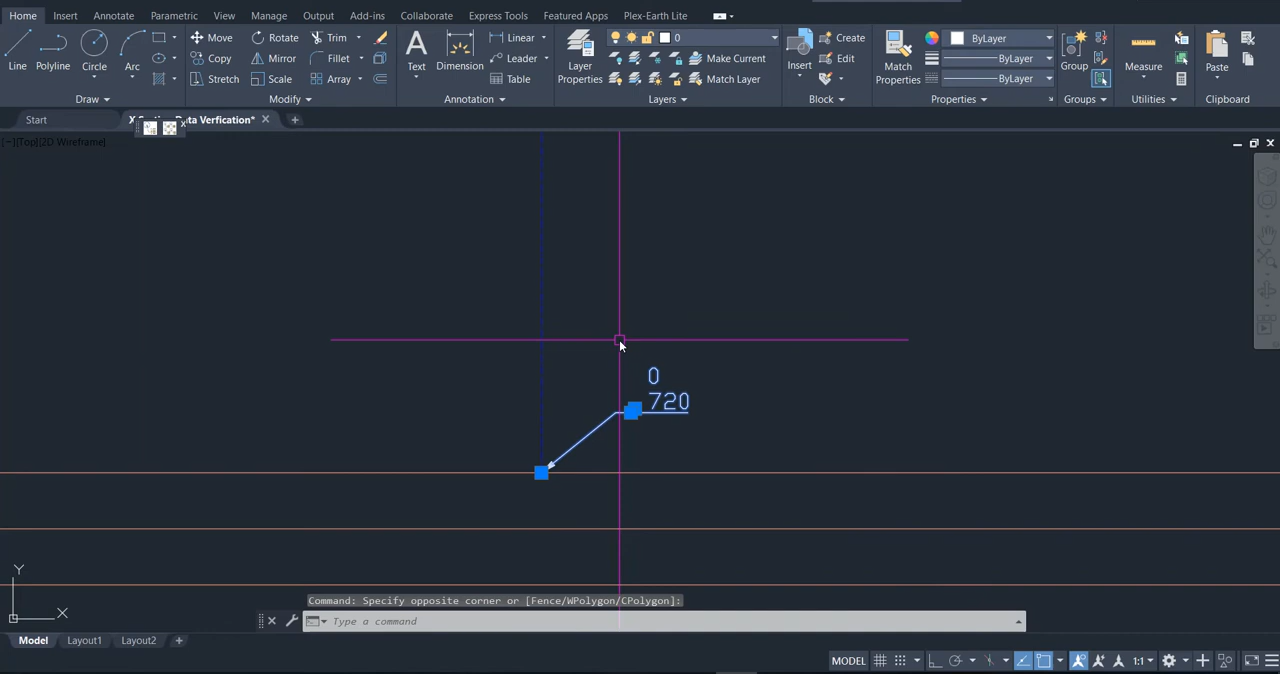 Home Insert Annotate Parametric View Manage Output Add-ins Collaborate Express Tools Featured Apps Plex-Earth Lite
Line Polyline Circle Arc
Move Rotate Trim
Copy Mirror Fillet
Stretch Scale Array
Text Dimension
Linear
Leader
Table
Layer Properties
0
Make Current
Match Layer
Insert
Create
Edit
Match Properties
ByLayer
ByLayer
ByLayer
Group
Measure
Paste
Draw Modify Annotation Layers Block Properties Groups Utilities Clipboard
Start
Data Verfication*
[−][Top][2D Wireframe]
0
720
Y
X
Command: Specify opposite corner or [Fence/WPolygon/CPolygon]:
Type a command
Model Layout1 Layout2
MODEL 1:1